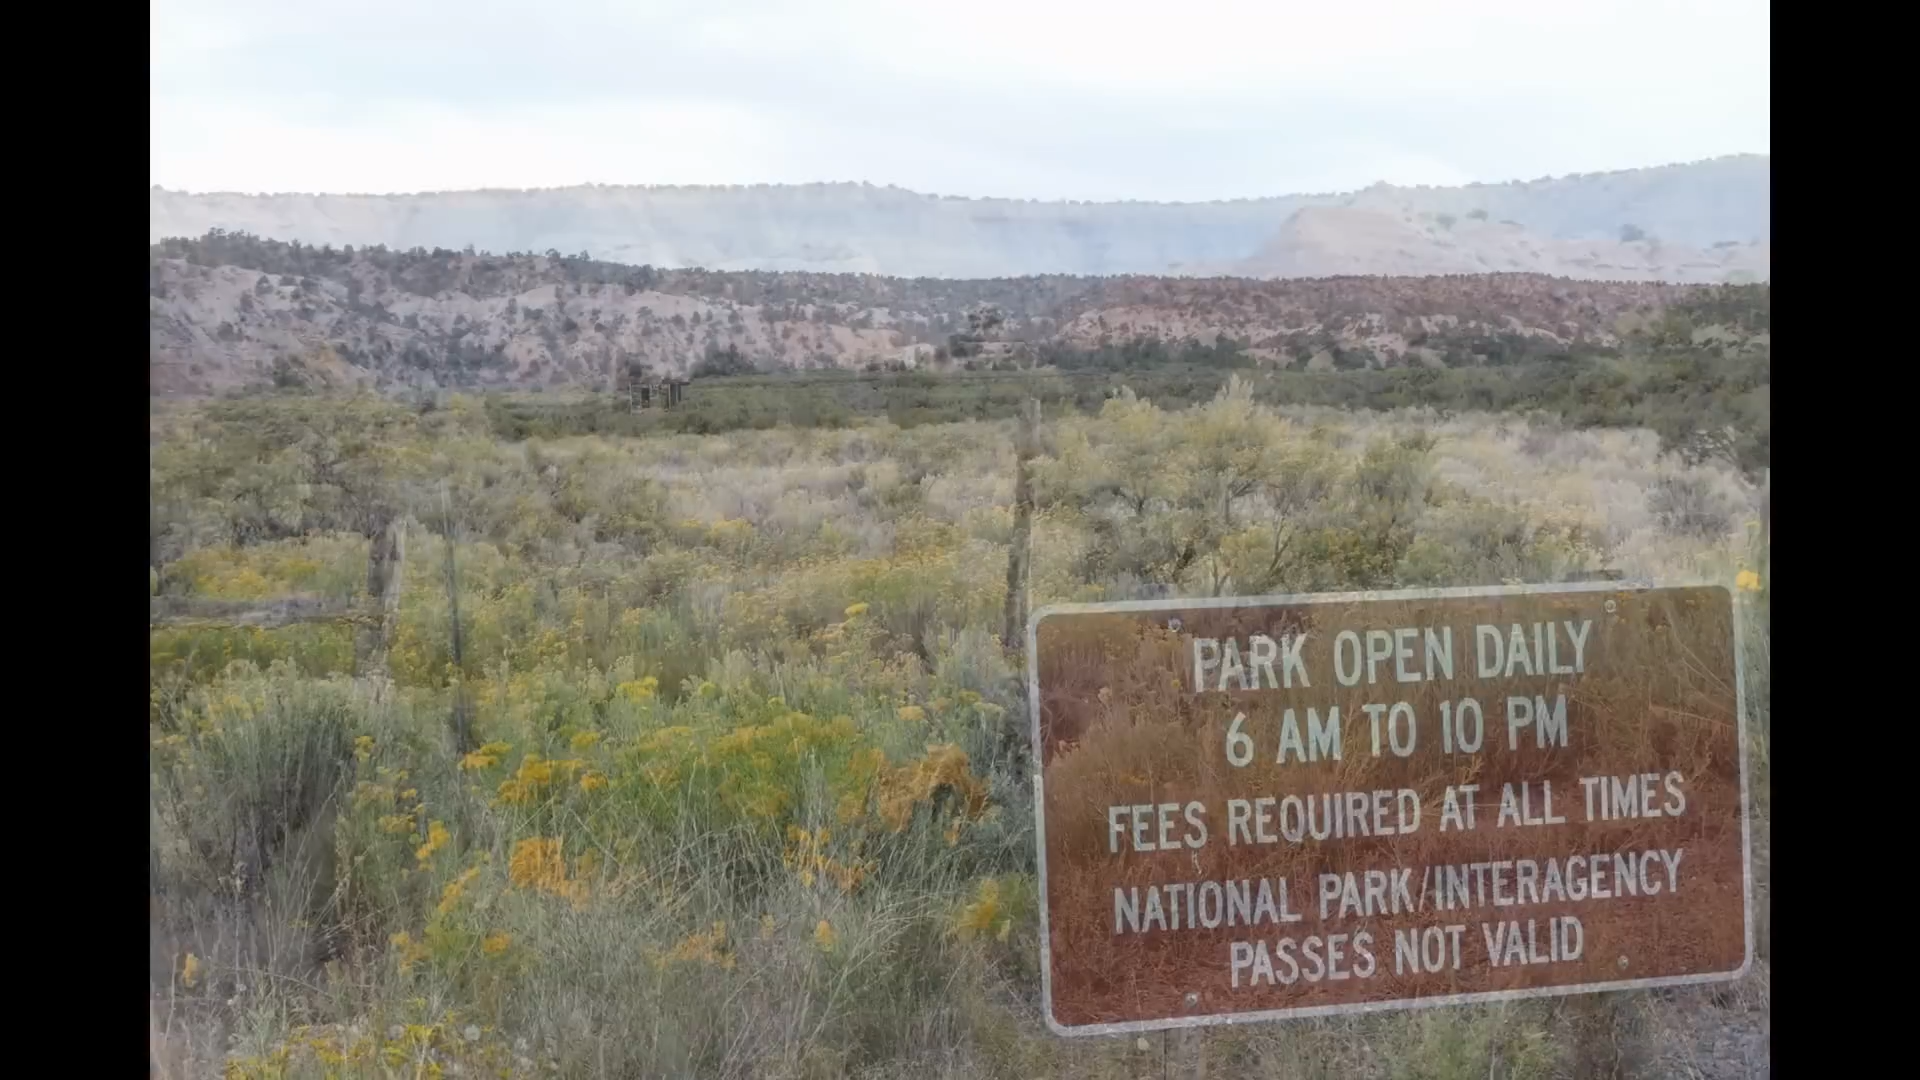 PARK OPEN DAILY
6 AM TO 10 PM
FEES REQUIRED AT ALL TIMES
NATIONAL PARK/INTERAGENCY
PASSES NOT VALID